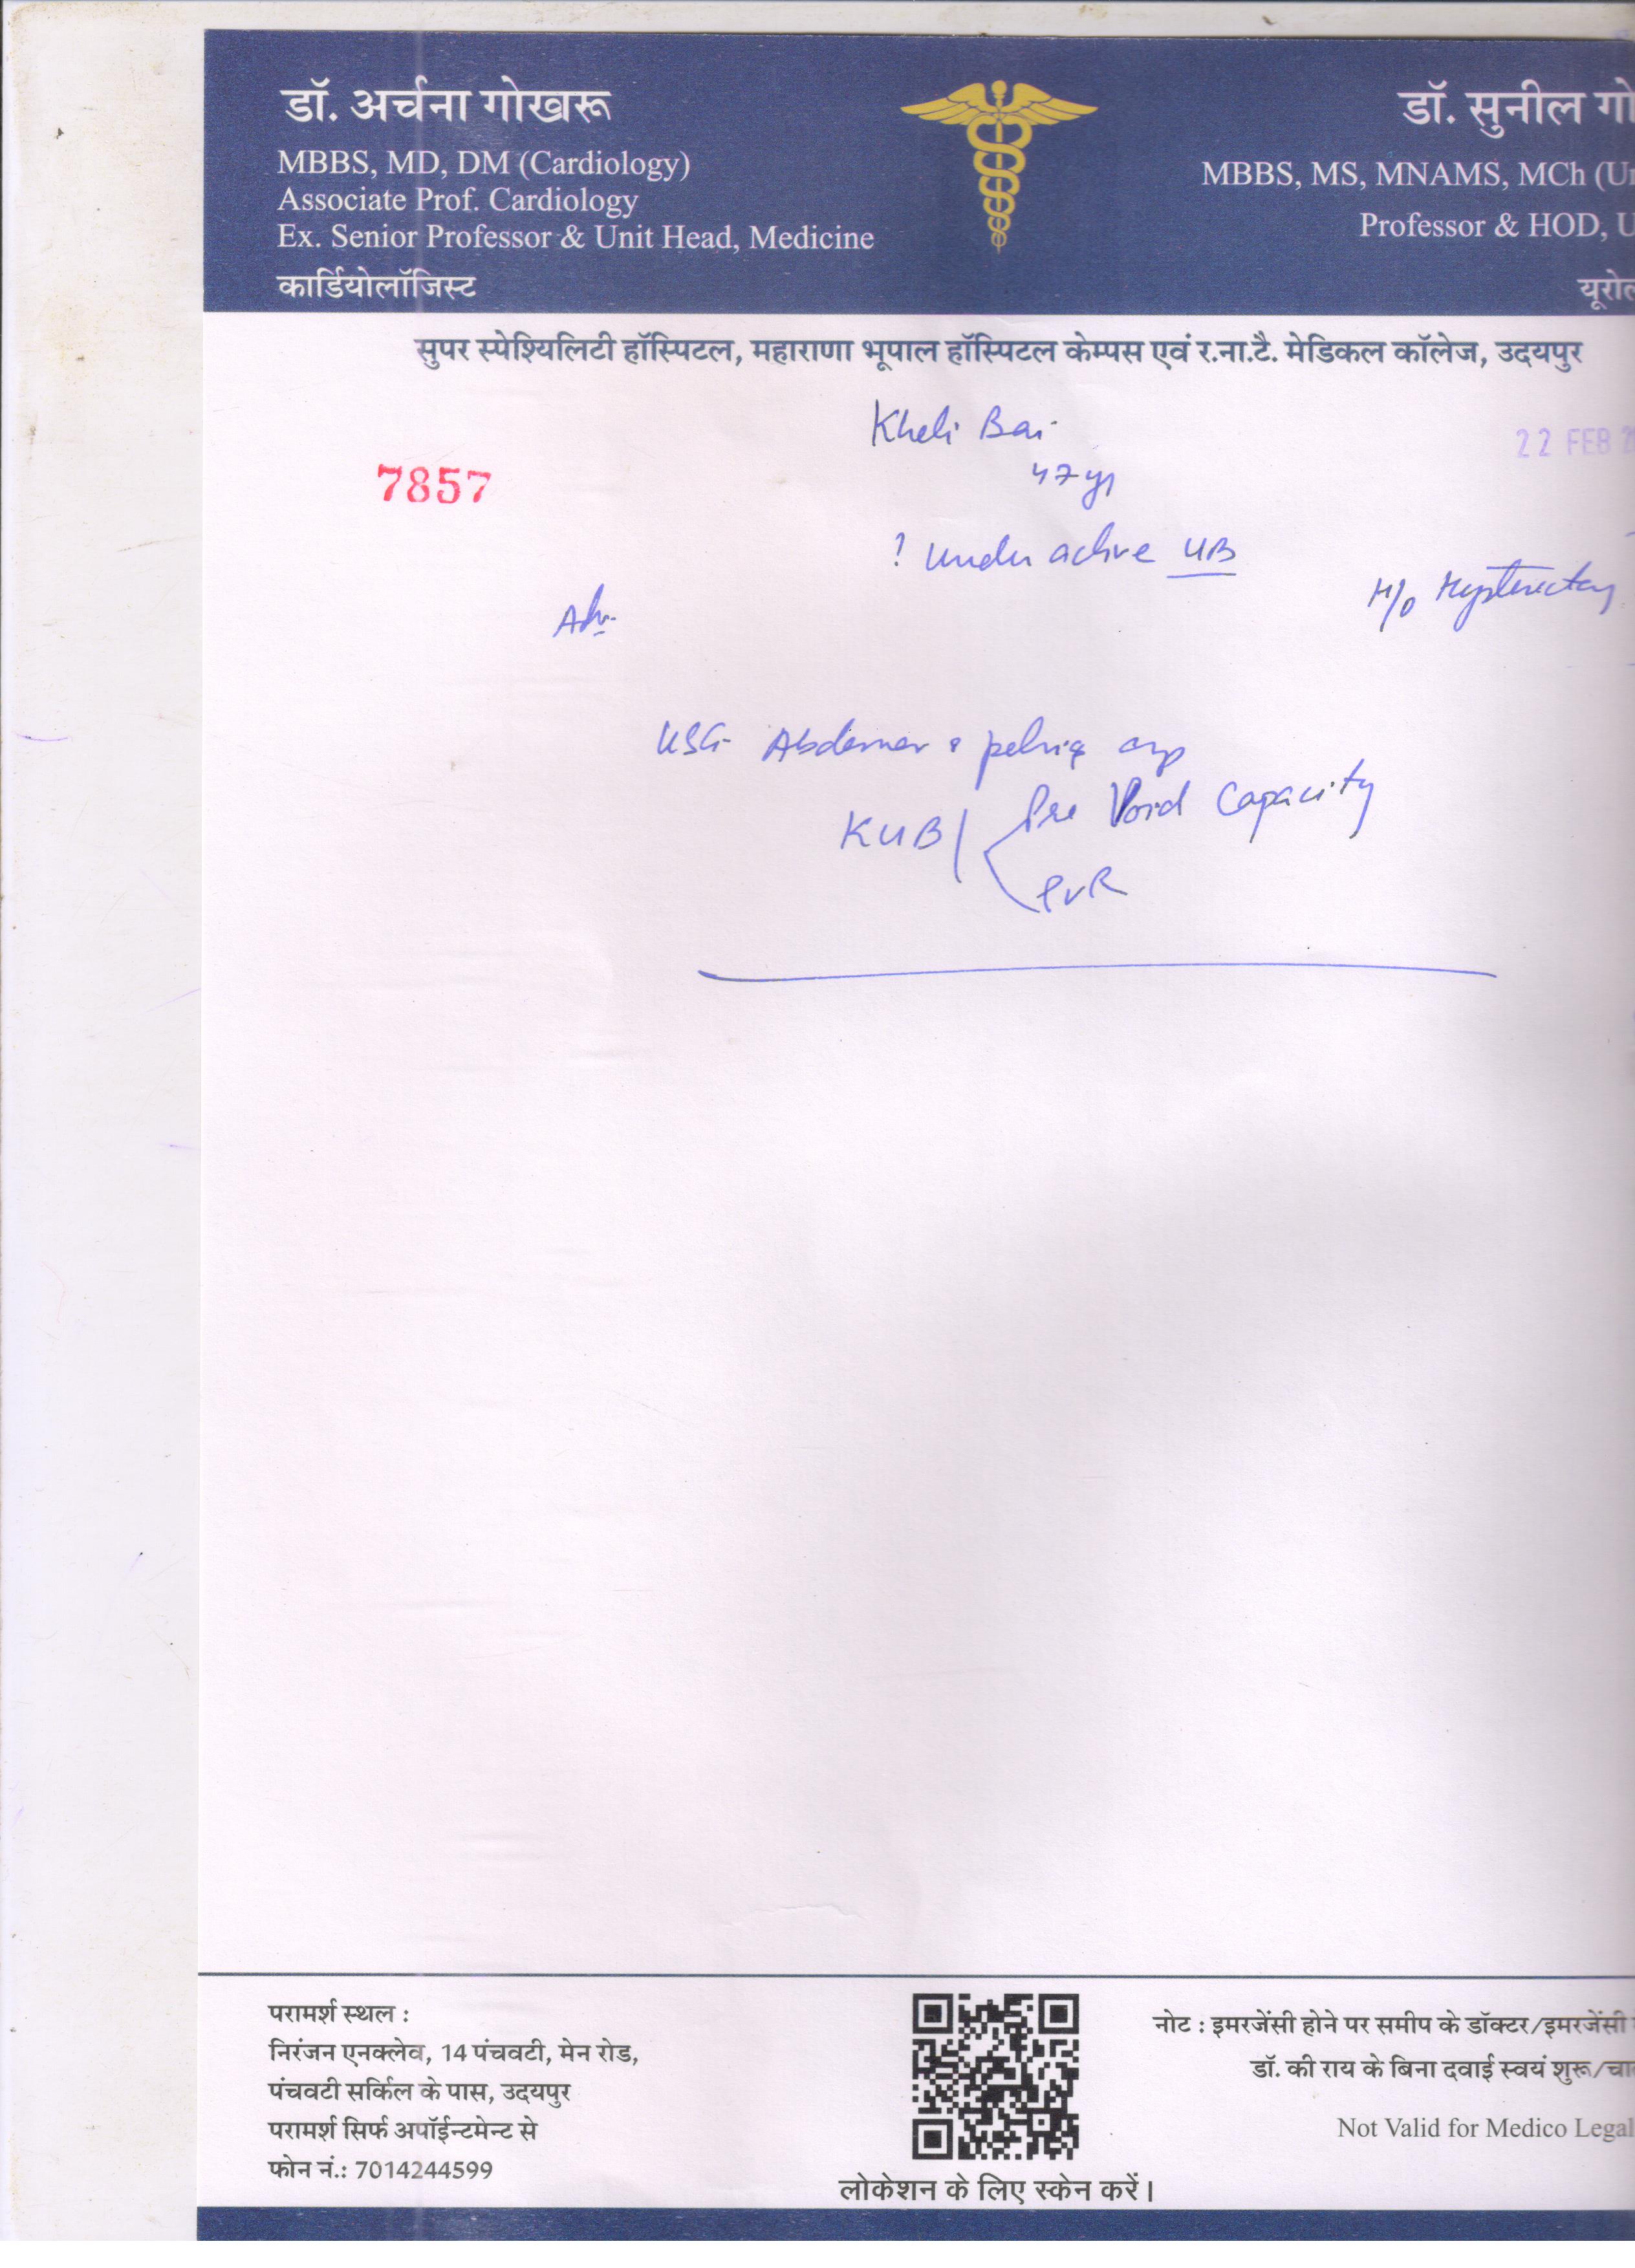 डॉ. अर्चना गोखरू
MBBS, MD, DM (Cardiology)
Associate Prof. Cardiology
Ex. Senior Professor & Unit Head, Medicine
कार्डियोलॉजिस्ट
डॉ. सुनील गो
MBBS, MS, MNAMS, MCh (Ur
Professor & HOD, U
यूरोल
सुपर स्पेश्यिलिटी हॉस्पिटल, महाराणा भूपाल हॉस्पिटल केम्पस एवं र.ना.टै. मेडिकल कॉलेज, उदयपुर
Kheli Bai
22 FEB 2
7857
47 yr
? Under active UB
H/o Hysterectomy
Adv.
USG Abdomen & pelvis
KUB / Pre Void Capacity
PVR
परामर्श स्थल :
निरंजन एनक्लेव, 14 पंचवटी, मेन रोड,
पंचवटी सर्किल के पास, उदयपुर
परामर्श सिर्फ अपॉईन्टमेन्ट से
फोन नं.: 7014244599
लोकेशन के लिए स्केन करें।
नोट : इमरजेंसी होने पर समीप के डॉक्टर/इमरजेंसी
डॉ. की राय के बिना दवाई स्वयं शुरू/चा
Not Valid for Medico Legal